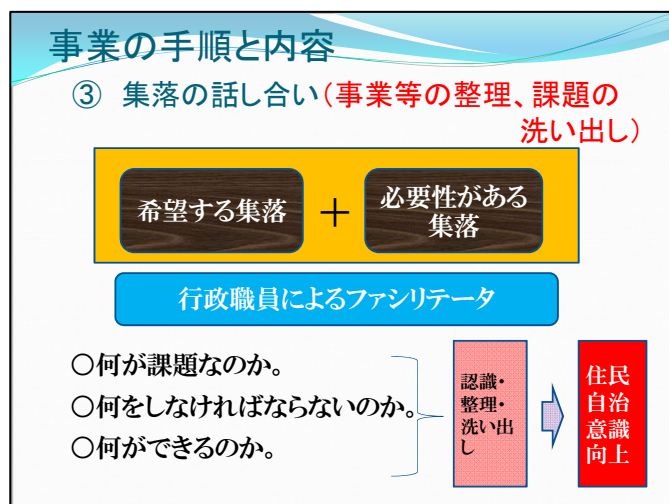 事業の手順と内容
③ 集落の話し合い(事業等の整理、課題の
洗い出し)
希望する集落 + 必要性がある
集落
行政職員によるファシリテータ
○何が課題なのか。
○何をしなければならないのか。
○何ができるのか。
認識・
整理・
洗い出
し
住民
自治
意識
向上